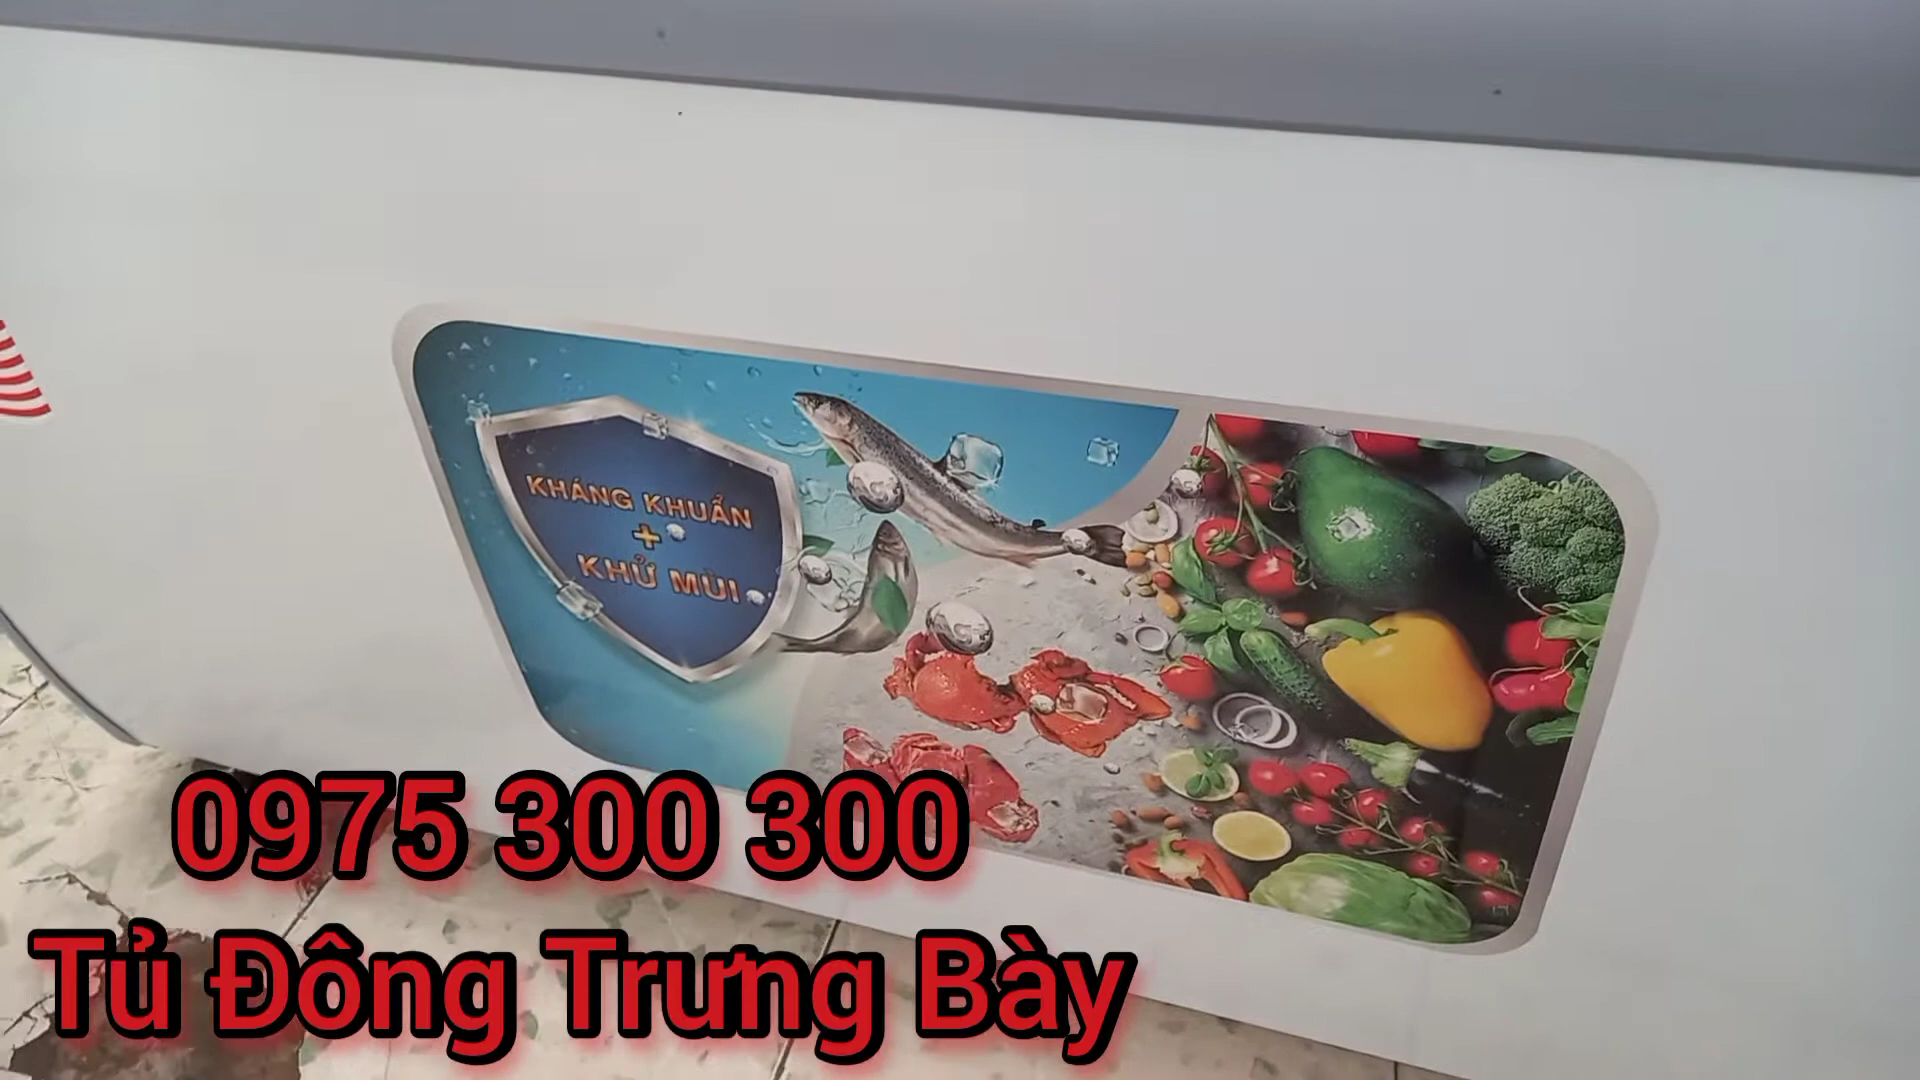 KHÁNG KHUẨN
+
KHỬ MÙI
0975 300 300
Tủ Đông Trưng Bày